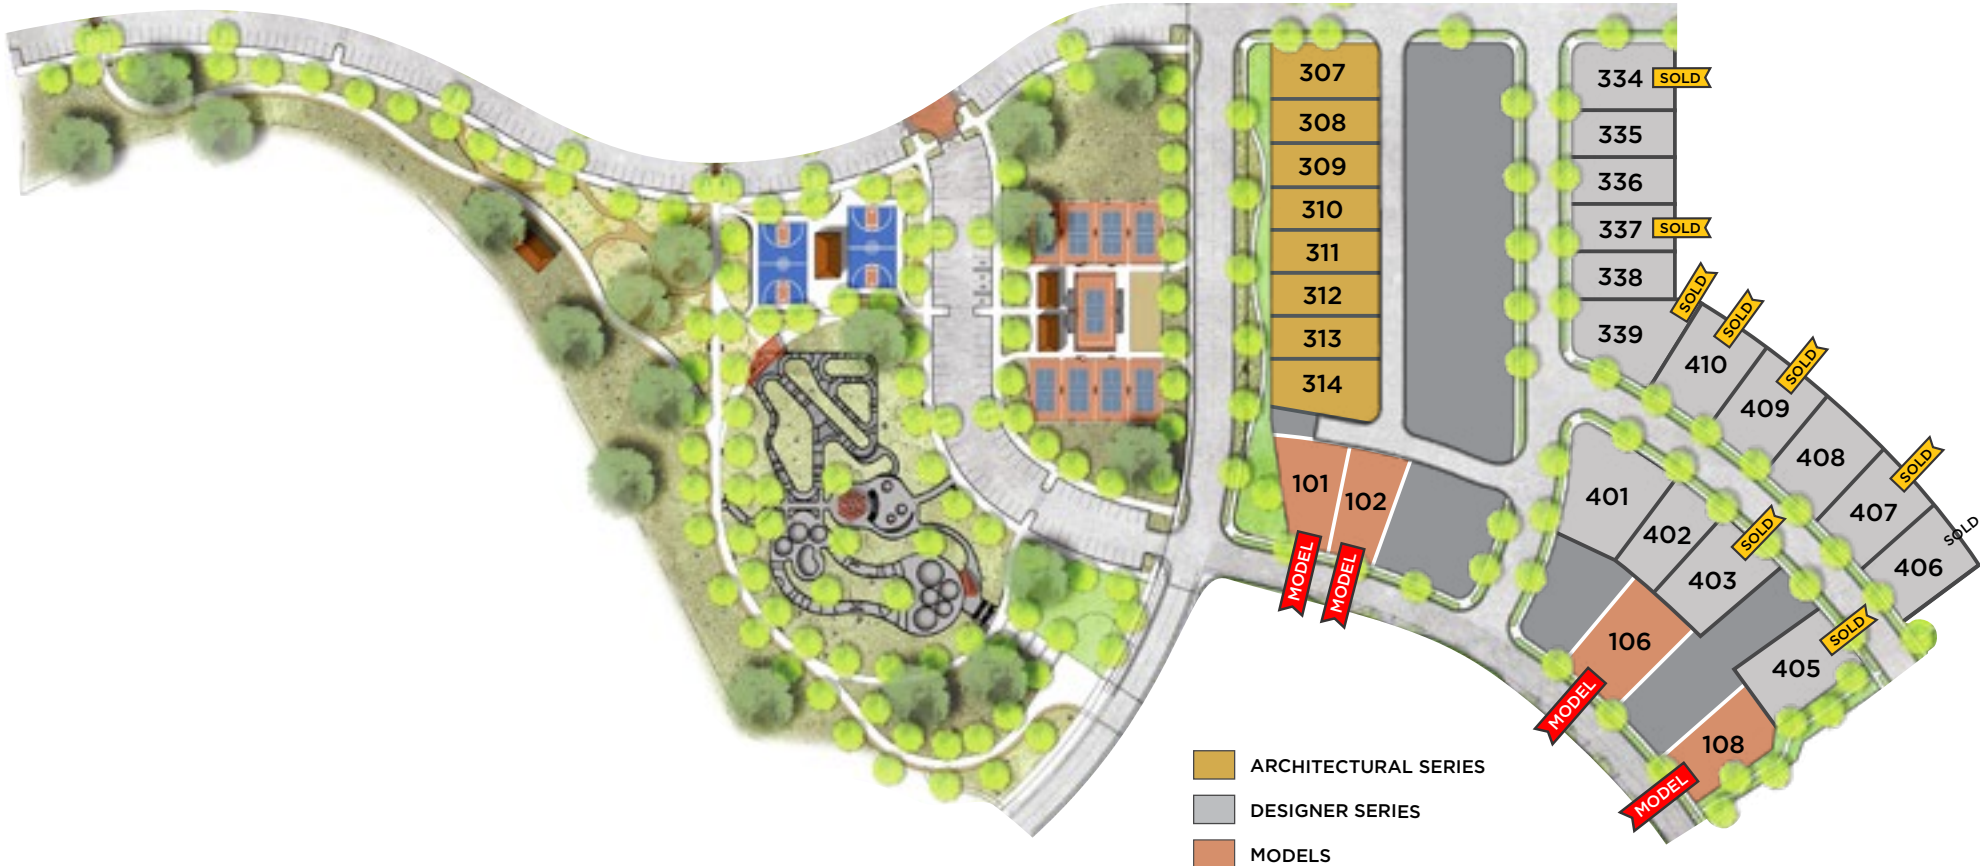 307
308
309
310
311
312
313
314
334 SOLD
335
336
337 SOLD
338
339 SOLD
410 SOLD
409 SOLD
408
407 SOLD
406 SOLD
401
402
403 SOLD
405 SOLD
101 MODEL
102 MODEL
106 MODEL
108 MODEL
ARCHITECTURAL SERIES
DESIGNER SERIES
MODELS